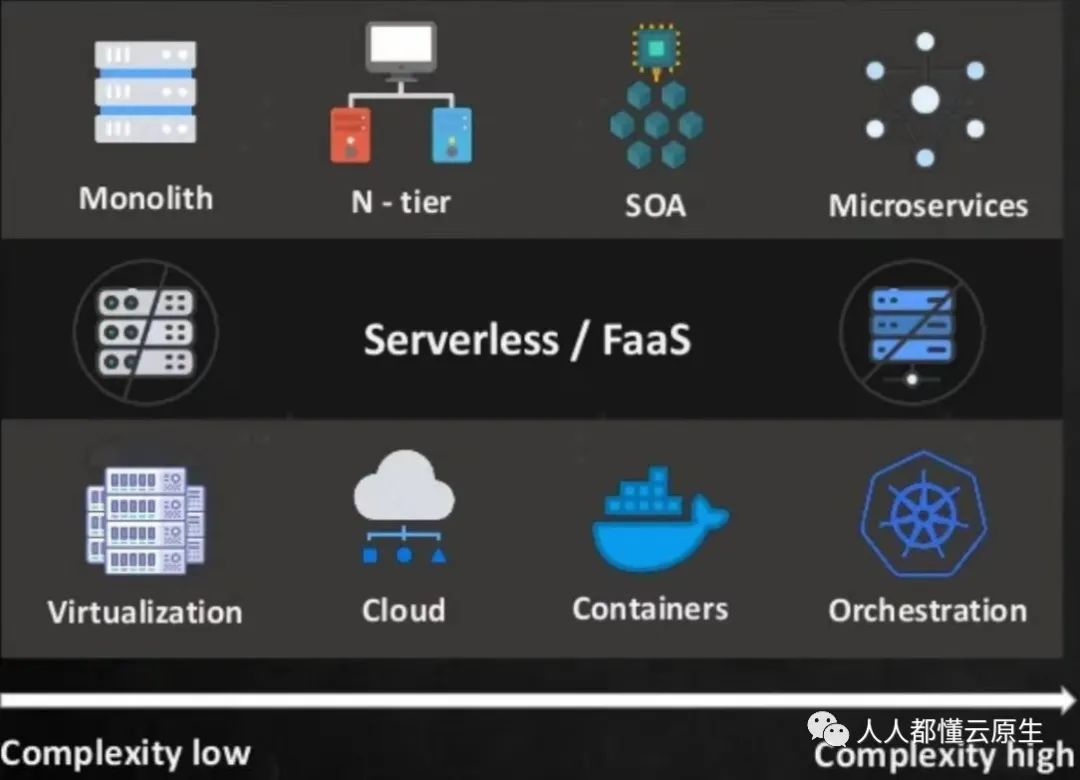 Monolith
N - tier
SOA
Microservices
Serverless / FaaS
Virtualization
Cloud
Containers
Orchestration
人人都懂云原生
Complexity low
Complexity high